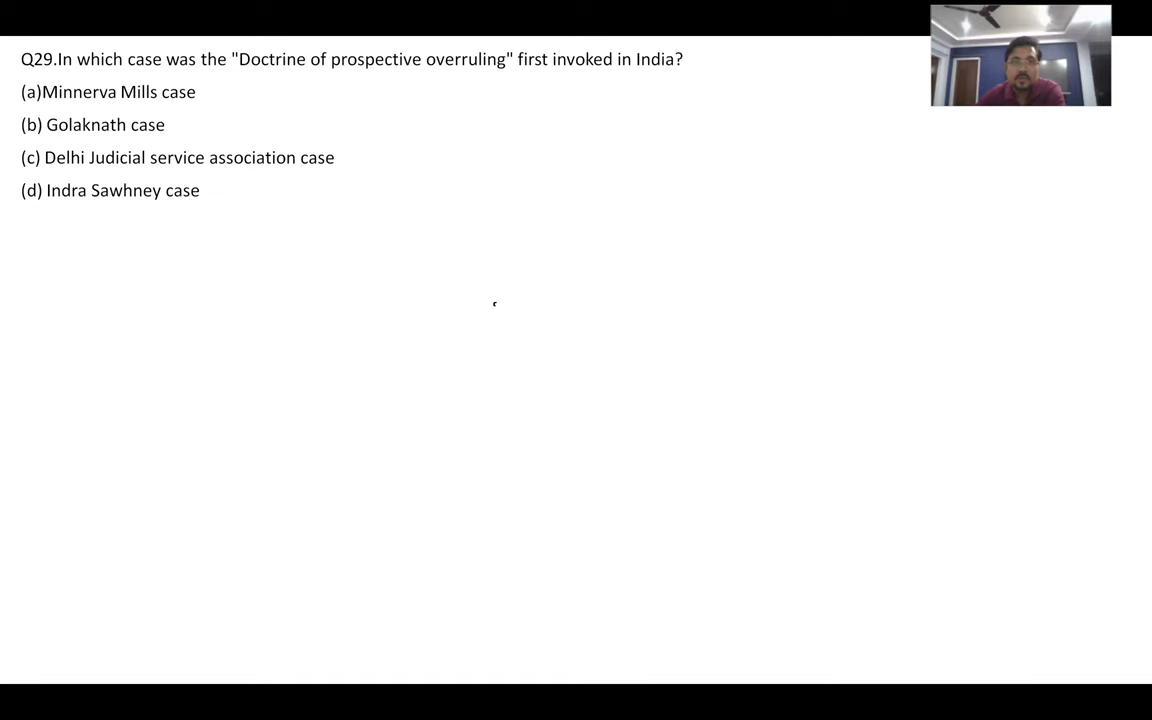 Q29.In which case was the "Doctrine of prospective overruling" first invoked in India?
(a)Minnerva Mills case
(b) Golaknath case
(c) Delhi Judicial service association case
(d) Indra Sawhney case